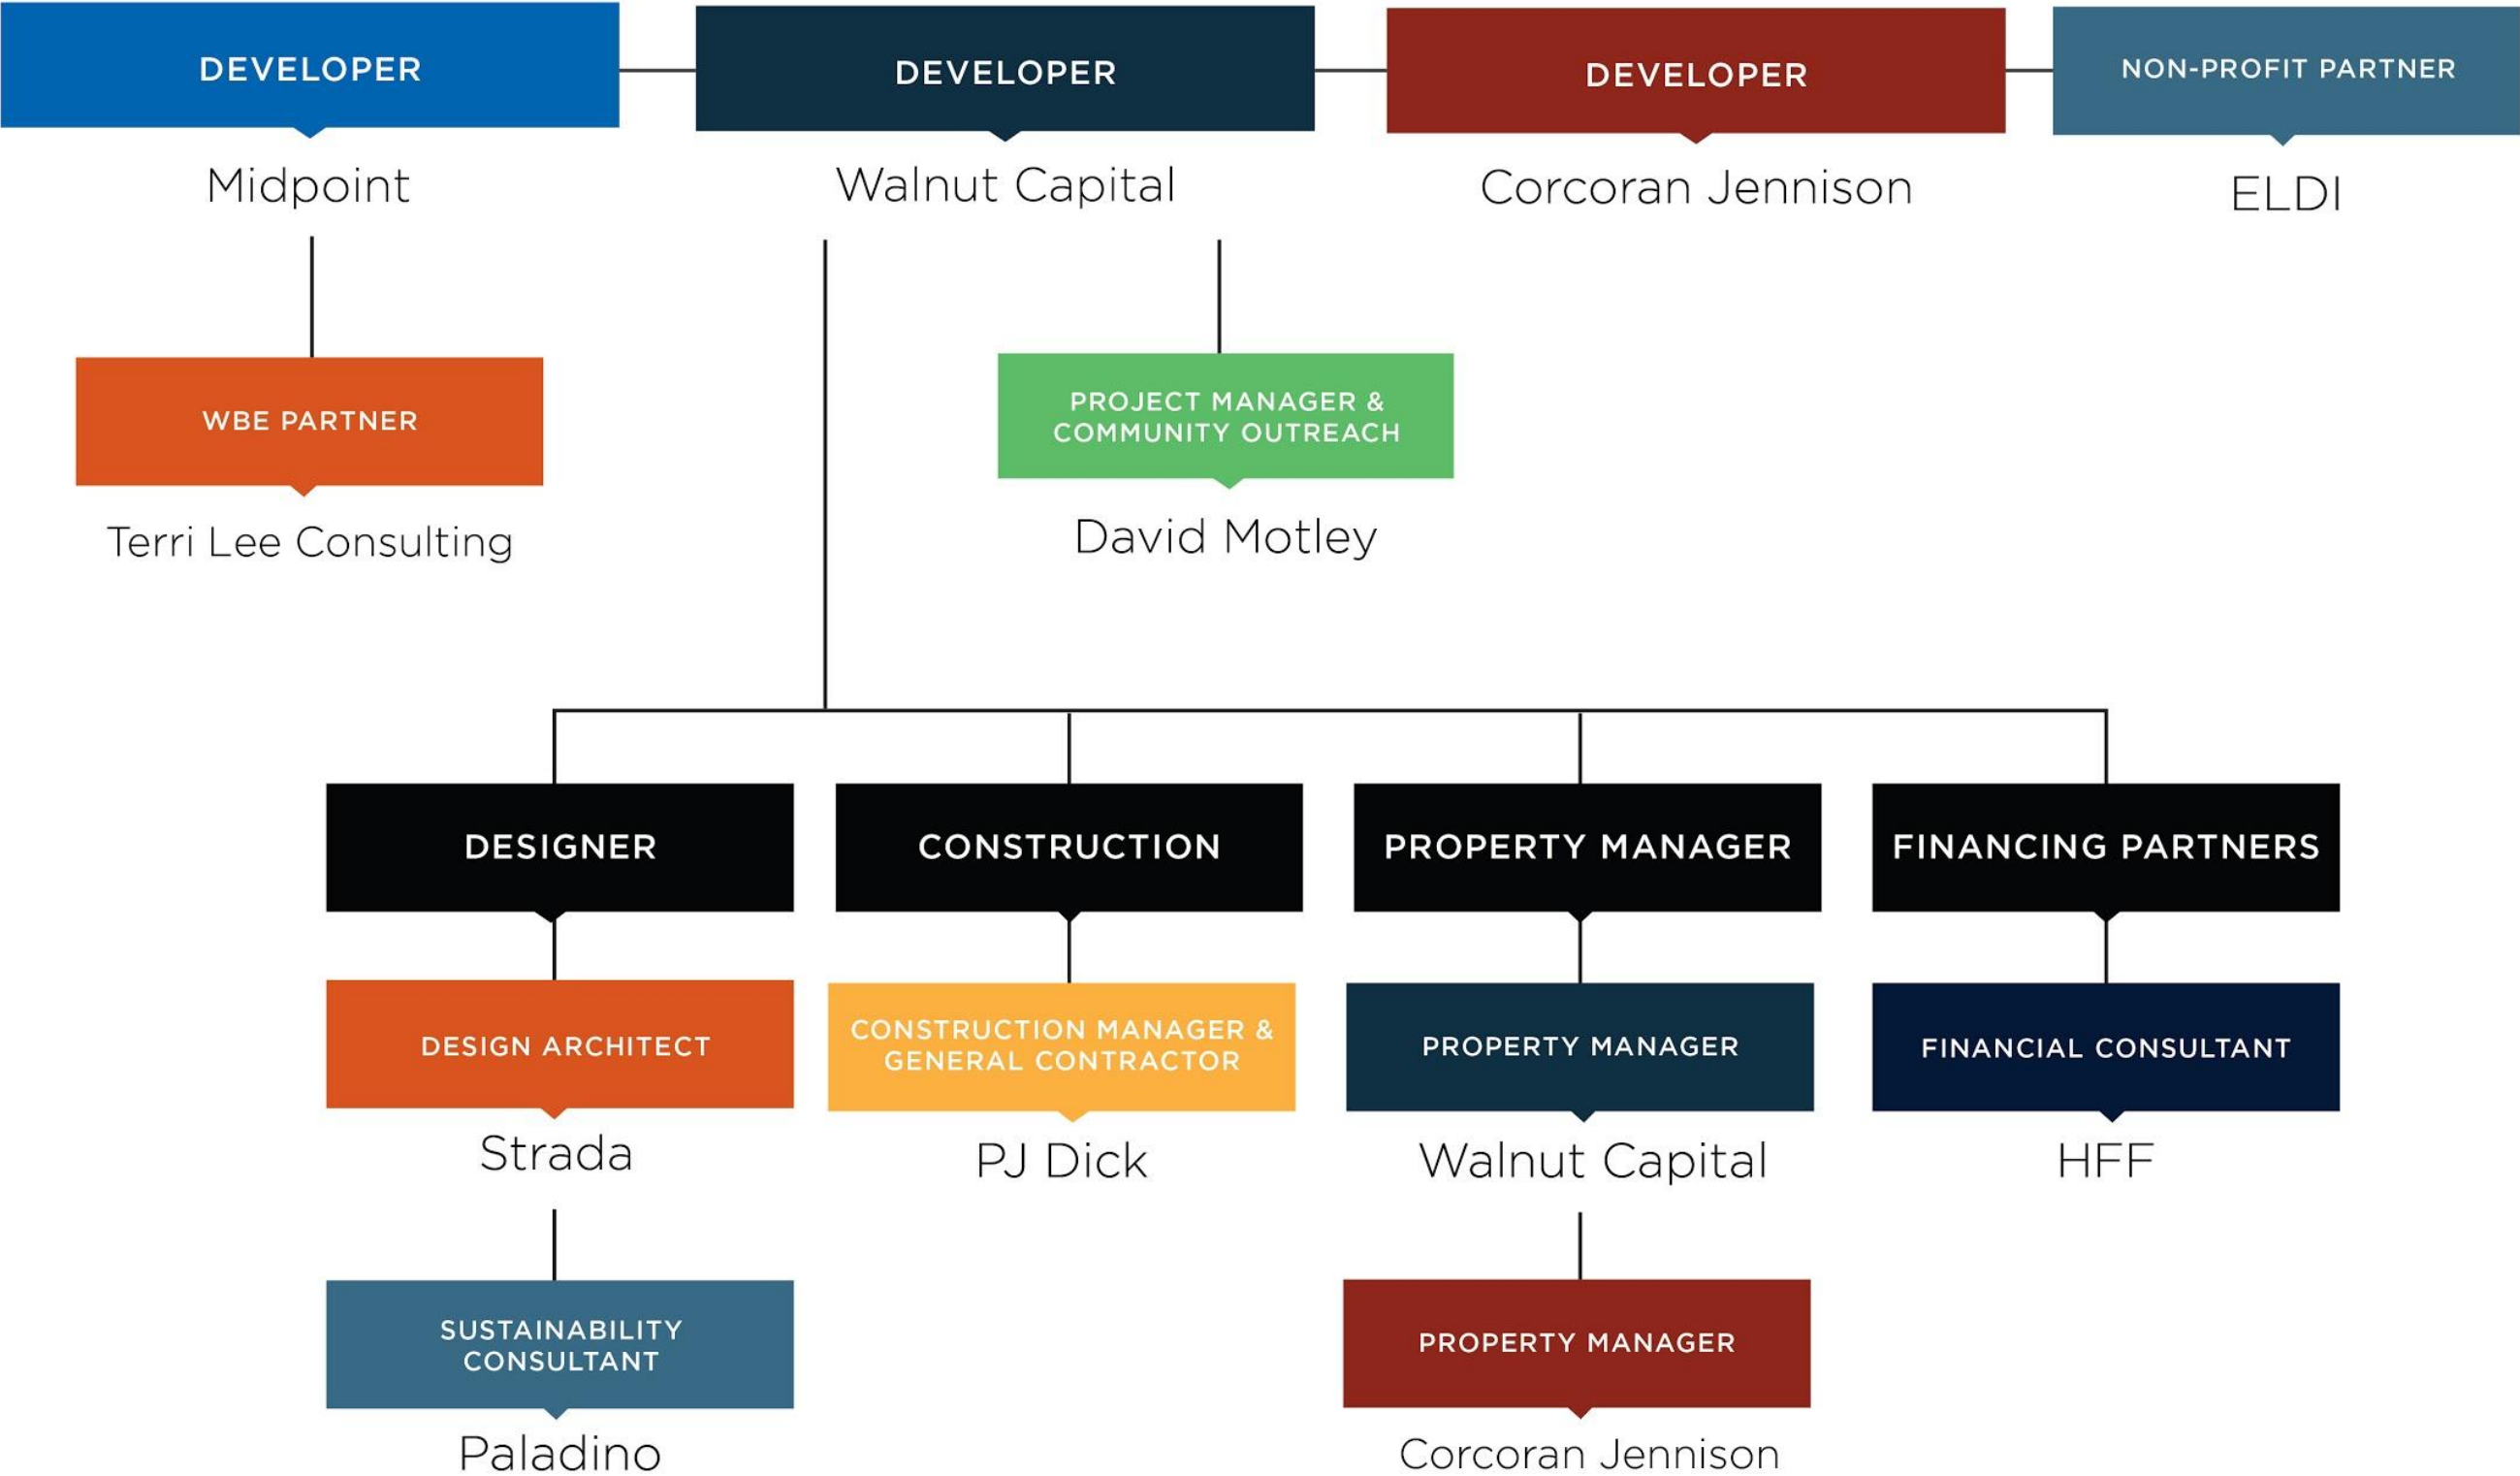 DEVELOPER
DEVELOPER
DEVELOPER
NON-PROFIT PARTNER
Midpoint
Walnut Capital
Corcoran Jennison
ELDI
WBE PARTNER
PROJECT MANAGER &
COMMUNITY OUTREACH
Terri Lee Consulting
David Motley
DESIGNER
CONSTRUCTION
PROPERTY MANAGER
FINANCING PARTNERS
DESIGN ARCHITECT
CONSTRUCTION MANAGER &
GENERAL CONTRACTOR
PROPERTY MANAGER
FINANCIAL CONSULTANT
Strada
PJ Dick
Walnut Capital
HFF
SUSTAINABILITY
CONSULTANT
PROPERTY MANAGER
Paladino
Corcoran Jennison